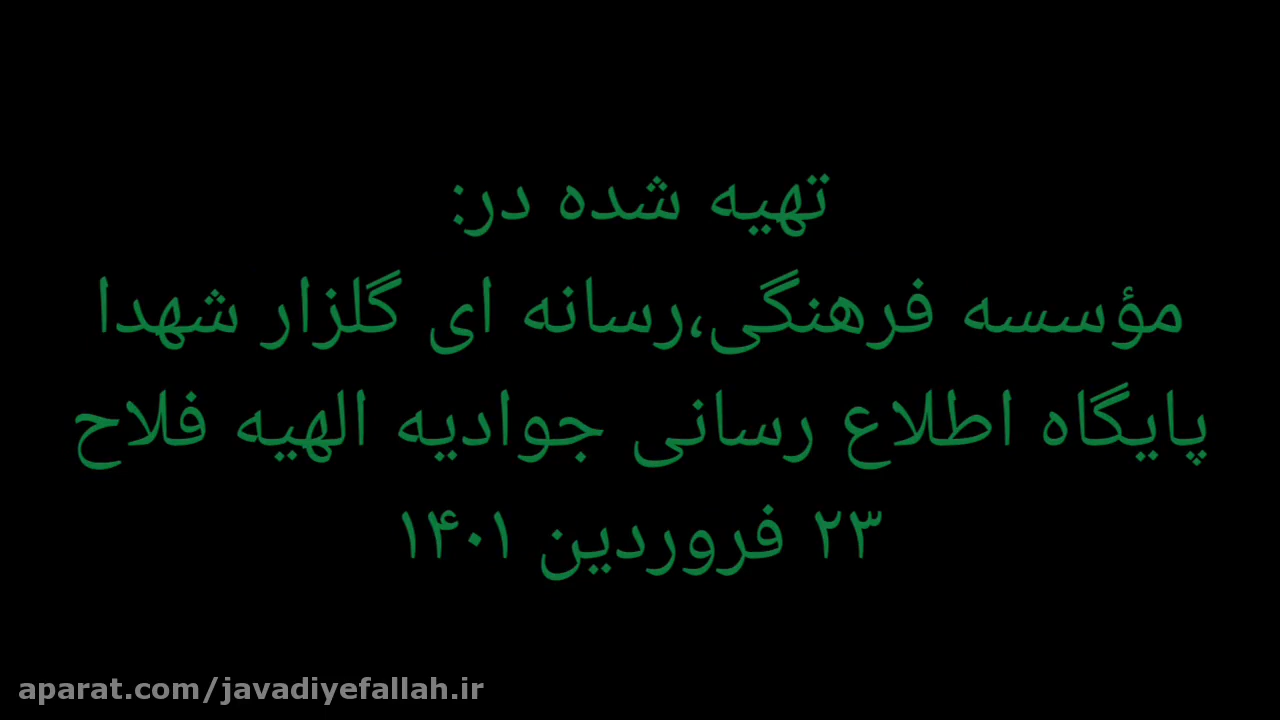 تهیه شده در:
مؤسسه فرهنگی،رسانه ای گلزار شهدا
پایگاه اطلاع رسانی جوادیه الهیه فلاح
۲۳ فروردین ۱۴۰۱
aparat.com/javadiyefallah.ir